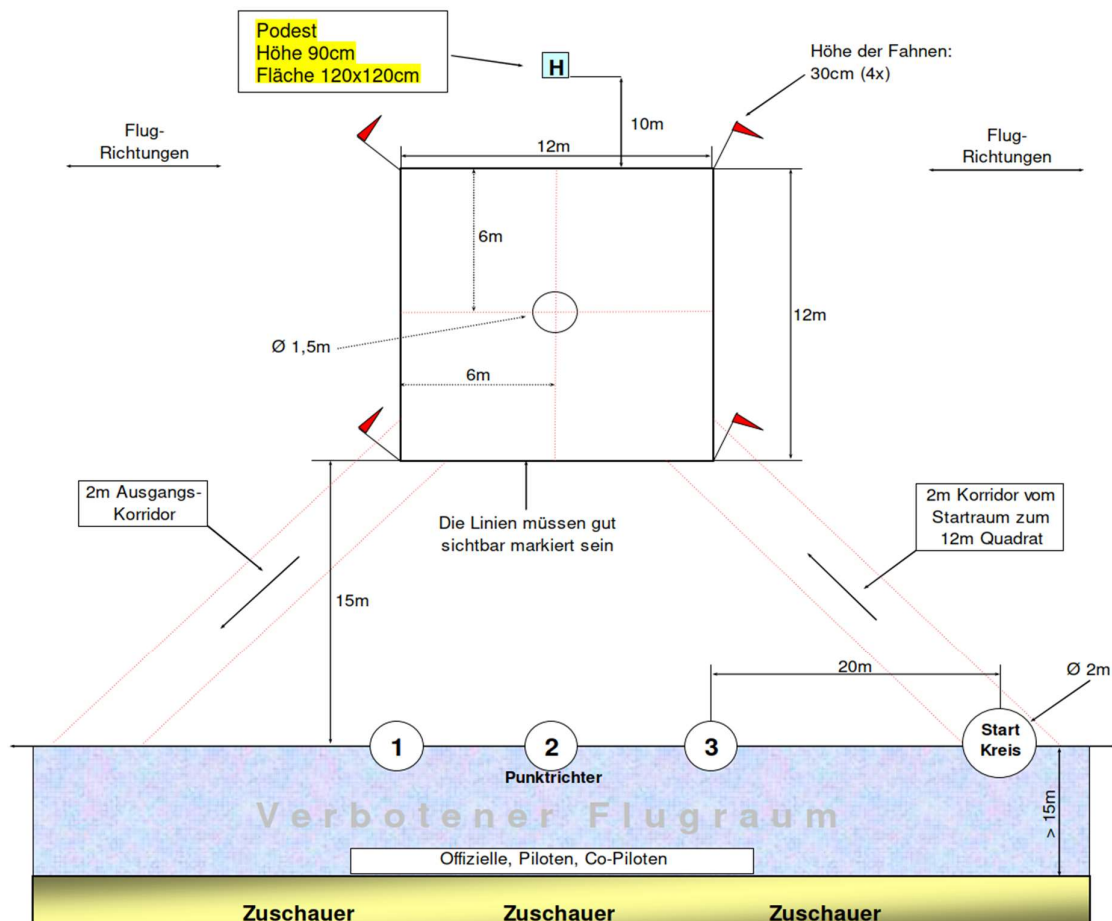 Podest
Höhe 90cm
Fläche 120x120cm
H
Höhe der Fahnen:
30cm (4x)
10m
Flug-
Richtungen
12m
Flug-
Richtungen
6m
12m
Ø 1,5m
6m
2m Ausgangs-
Korridor
Die Linien müssen gut
sichtbar markiert sein
2m Korridor vom
Startraum zum
12m Quadrat
15m
20m
Ø 2m
1
2
3
Start
Kreis
Punktrichter
Verbotener Flugraum
> 15m
Offizielle, Piloten, Co-Piloten
Zuschauer
Zuschauer
Zuschauer